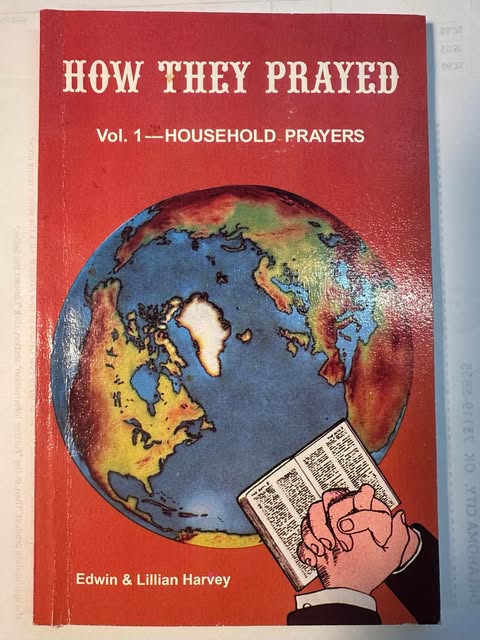 HOW THEY PRAYED
Vol. 1—HOUSEHOLD PRAYERS
Edwin & Lillian Harvey